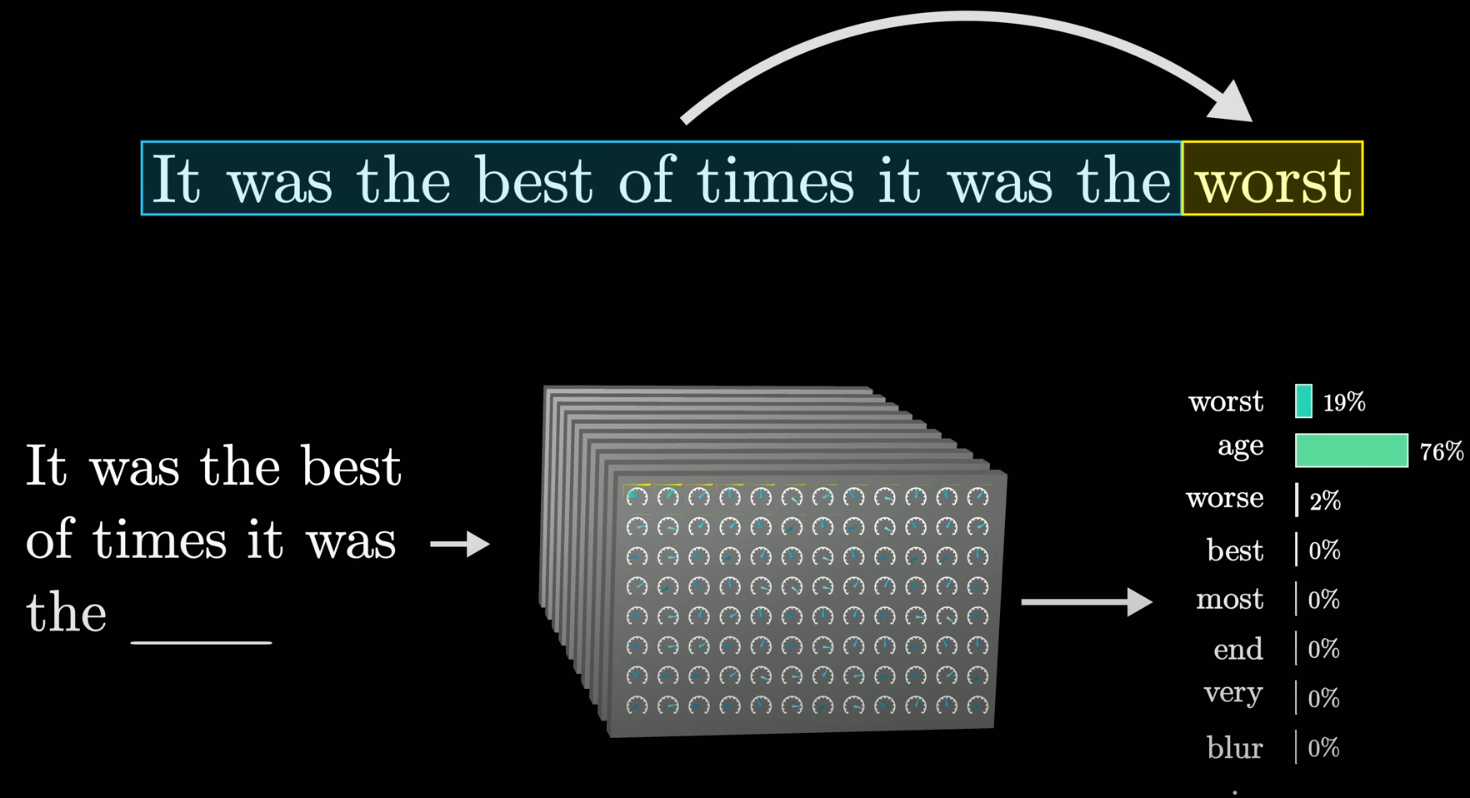 It was the best of times it was the worst
It was the best
of times it was
the
worst 19%
age 76%
worse 2%
best 0%
most 0%
end 0%
very 0%
blur 0%